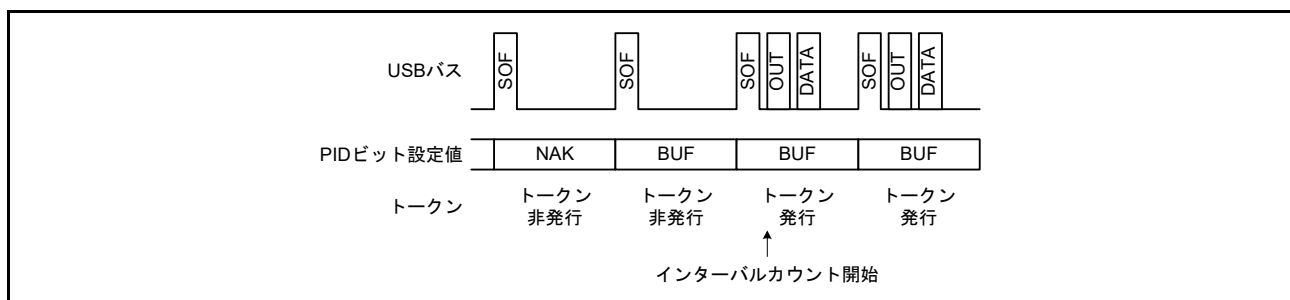 USBバス
SOF
SOF
SOF
OUT
DATA
SOF
OUT
DATA
PIDビット設定値
NAK
BUF
BUF
BUF
トークン
トークン
非発行
トークン
非発行
トークン
発行
トークン
発行
インターバルカウント開始